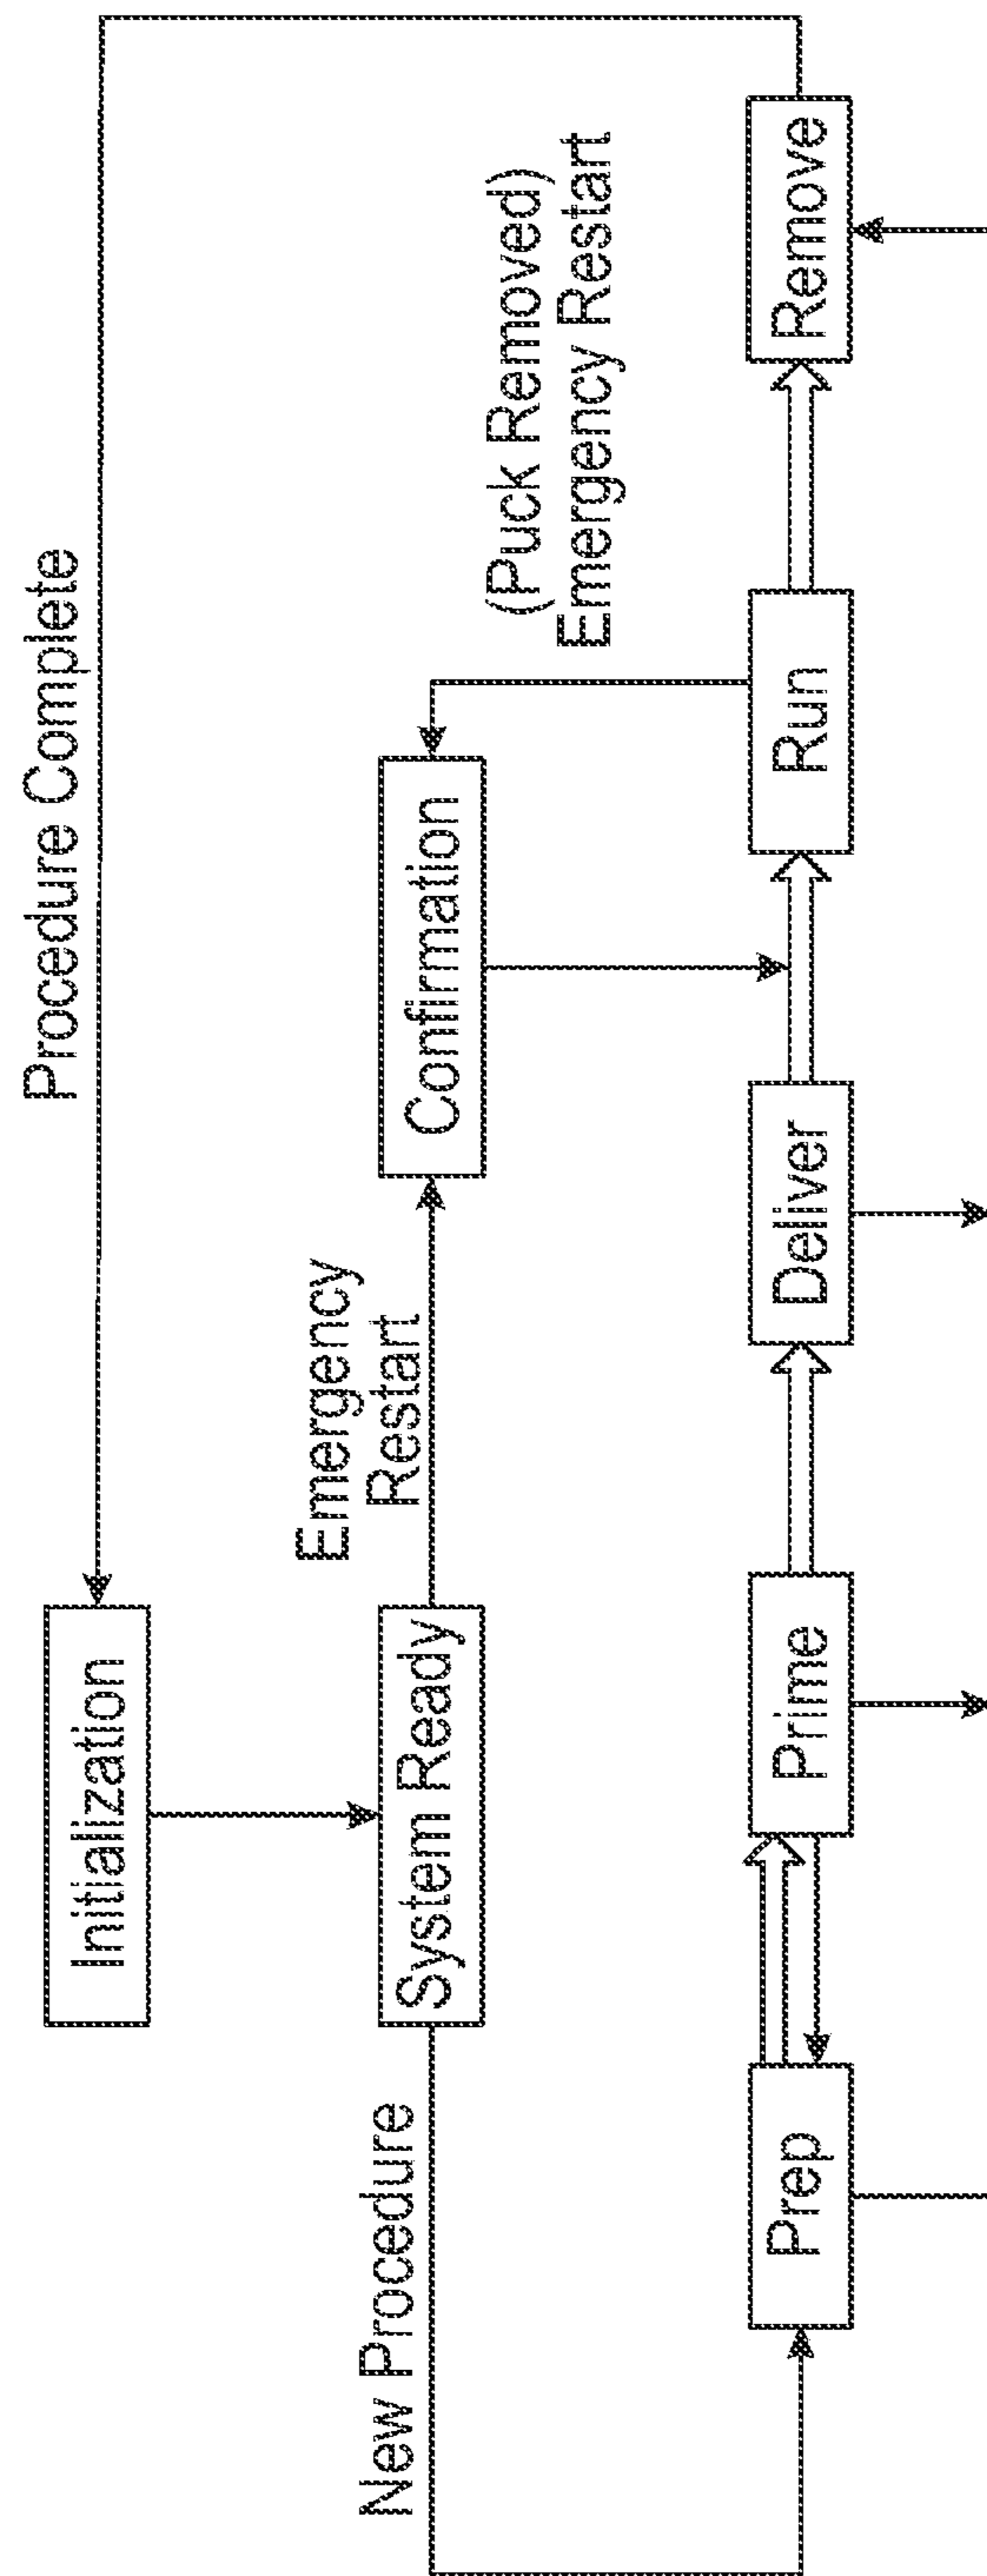 Procedure Complete
Initialization
Emergency
Restart
(Puck Removed)
Emergency Restart
New Procedure
System Ready
Confirmation
Prep
Prime
Deliver
Run
Remove